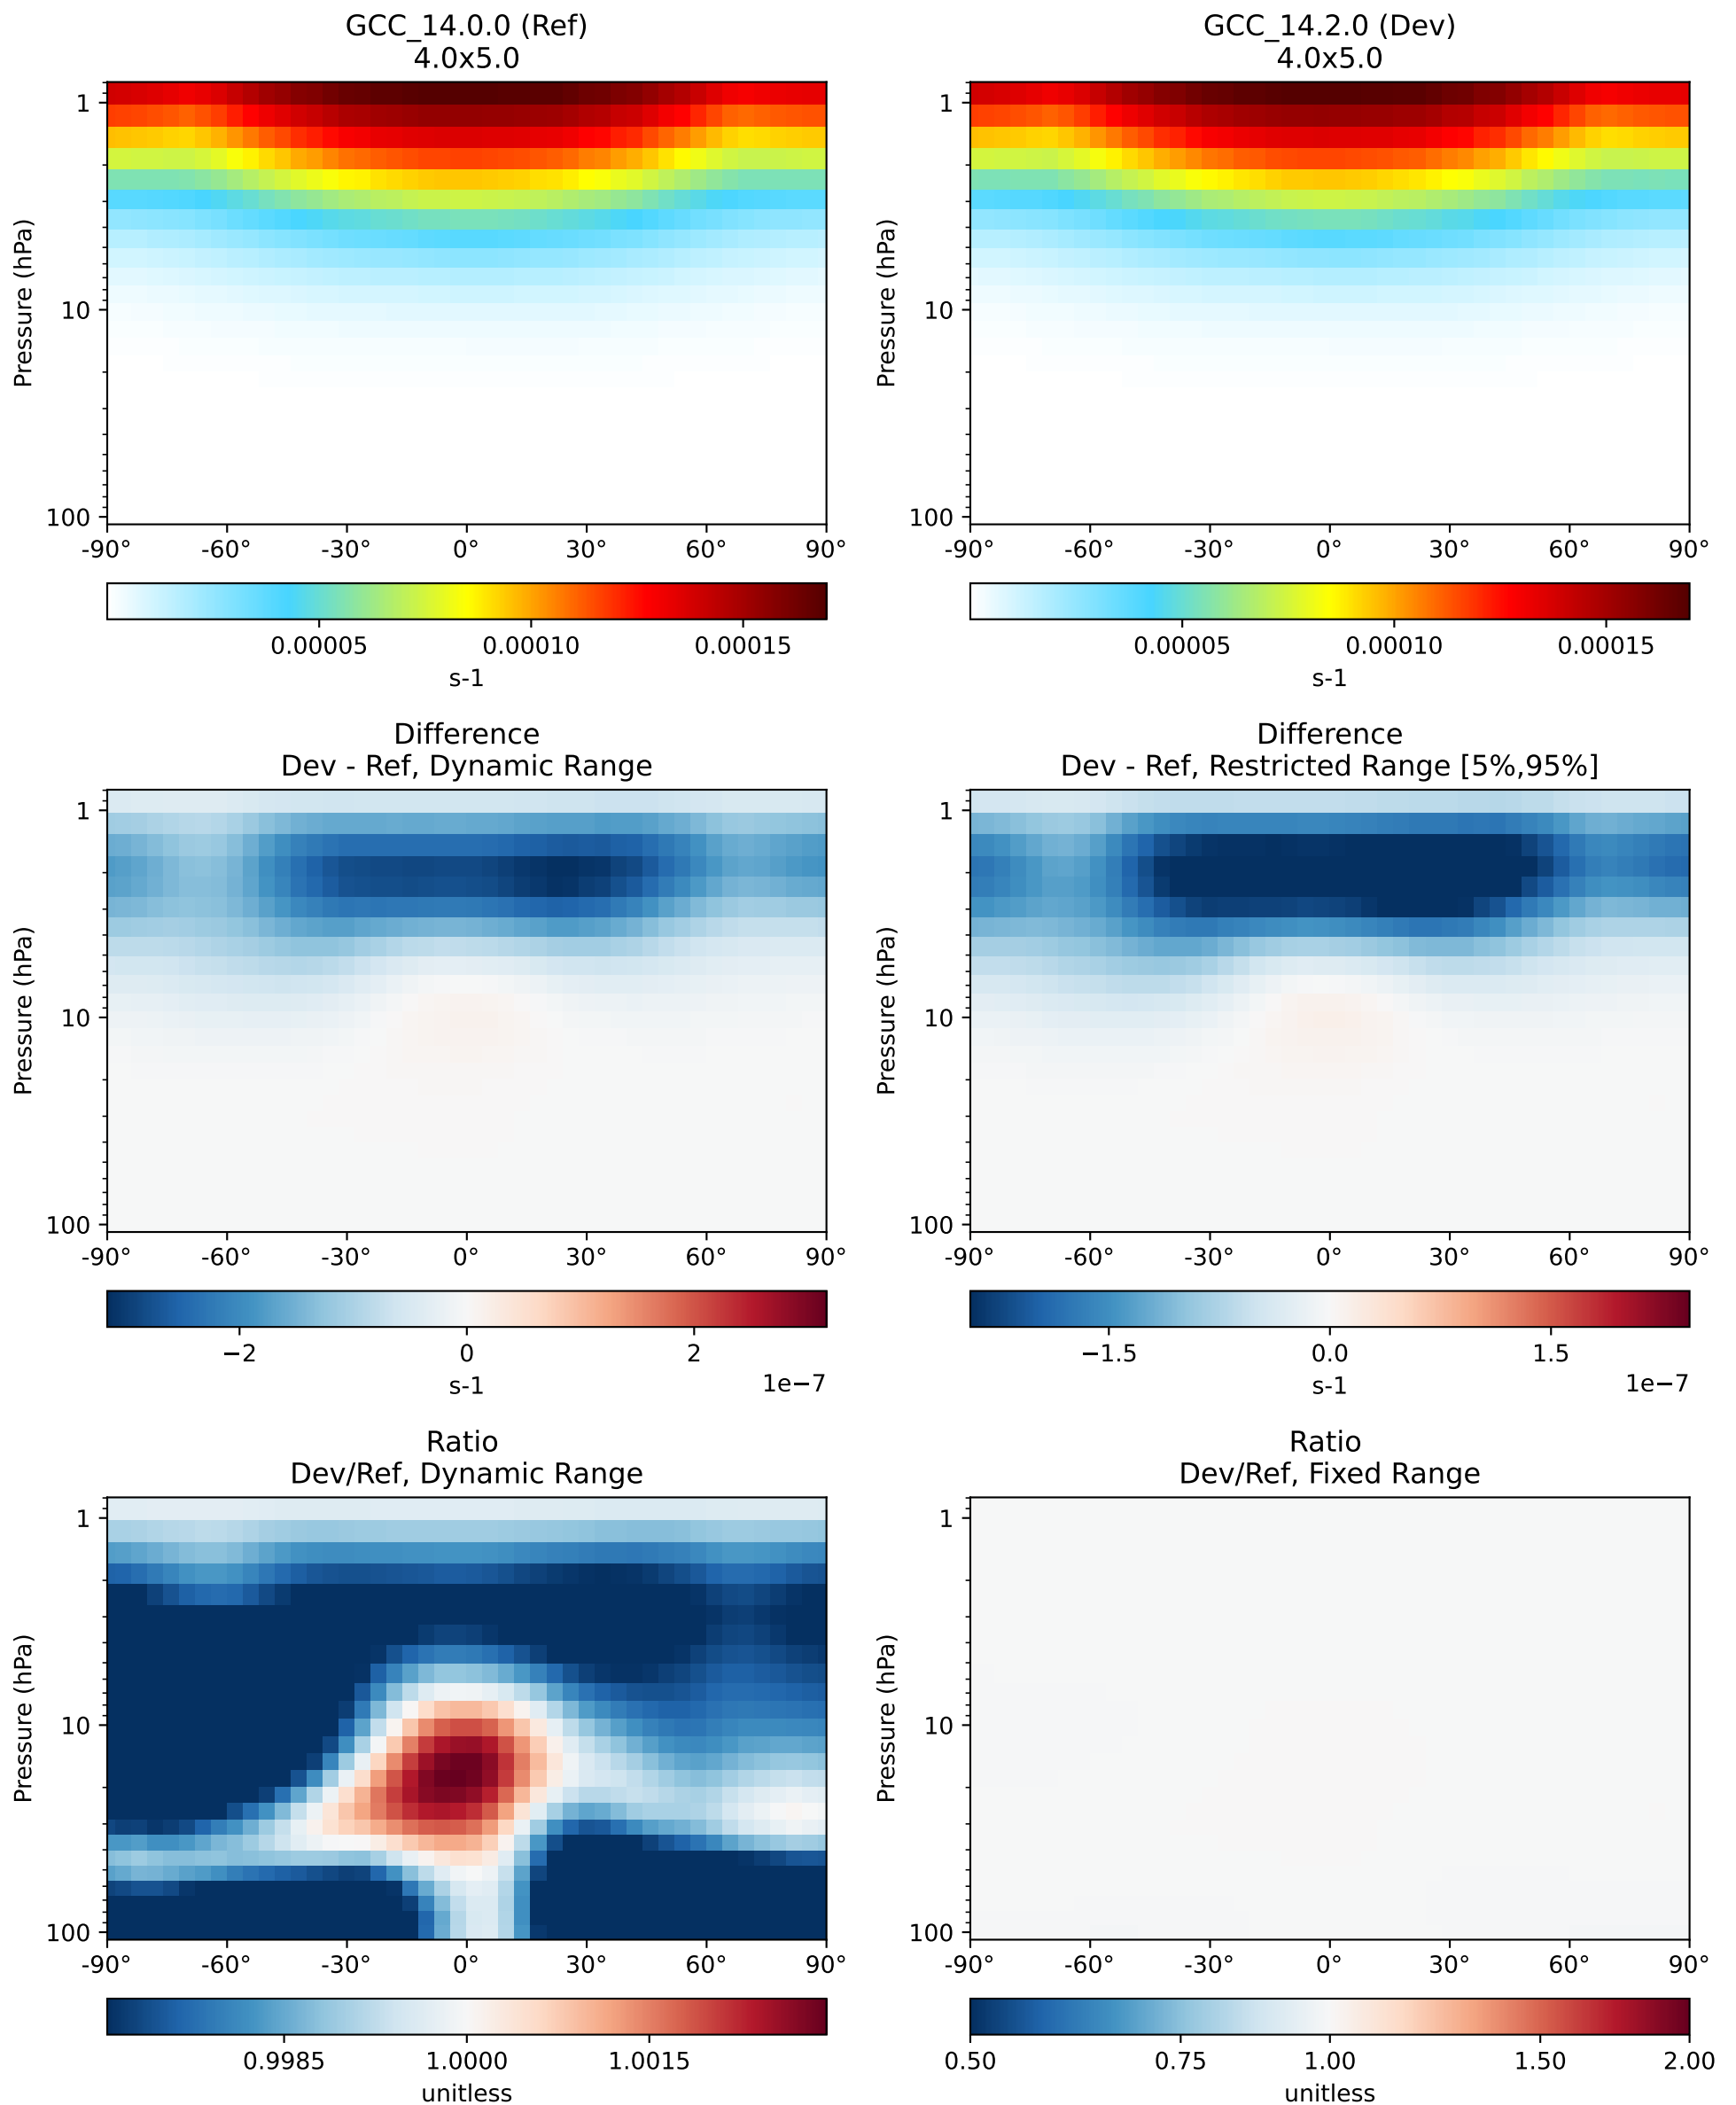 GCC_14.0.0 (Ref)
4.0x5.0
Pressure (hPa)
1
10
100
-90° -60° -30° 0° 30° 60° 90°
0.00005 0.00010 0.00015
s-1
GCC_14.2.0 (Dev)
4.0x5.0
Pressure (hPa)
1
10
100
-90° -60° -30° 0° 30° 60° 90°
0.00005 0.00010 0.00015
s-1
Difference
Dev - Ref, Dynamic Range
Pressure (hPa)
1
10
100
-90° -60° -30° 0° 30° 60° 90°
−2 0 2
s-1 1e−7
Difference
Dev - Ref, Restricted Range [5%,95%]
Pressure (hPa)
1
10
100
-90° -60° -30° 0° 30° 60° 90°
−1.5 0.0 1.5
s-1 1e−7
Ratio
Dev/Ref, Dynamic Range
Pressure (hPa)
1
10
100
-90° -60° -30° 0° 30° 60° 90°
0.9985 1.0000 1.0015
unitless
Ratio
Dev/Ref, Fixed Range
Pressure (hPa)
1
10
100
-90° -60° -30° 0° 30° 60° 90°
0.50 0.75 1.00 1.50 2.00
unitless